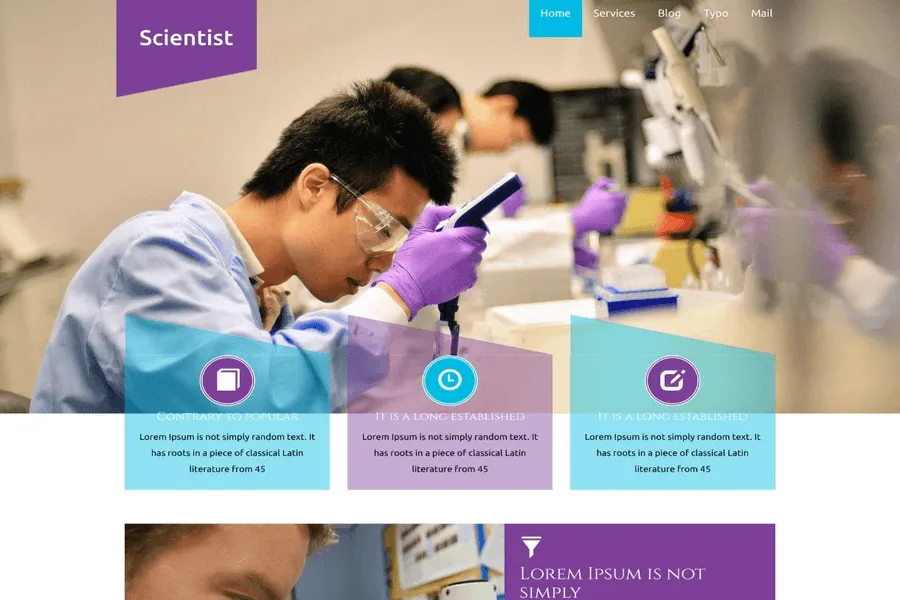 Scientist
Home Services Blog Typo Mail
Contrary to popular
Lorem Ipsum is not simply random text. It
has roots in a piece of classical Latin
literature from 45
It is a long established
Lorem Ipsum is not simply random text. It
has roots in a piece of classical Latin
literature from 45
It is a long established
Lorem Ipsum is not simply random text. It
has roots in a piece of classical Latin
literature from 45
Lorem Ipsum is not
simply